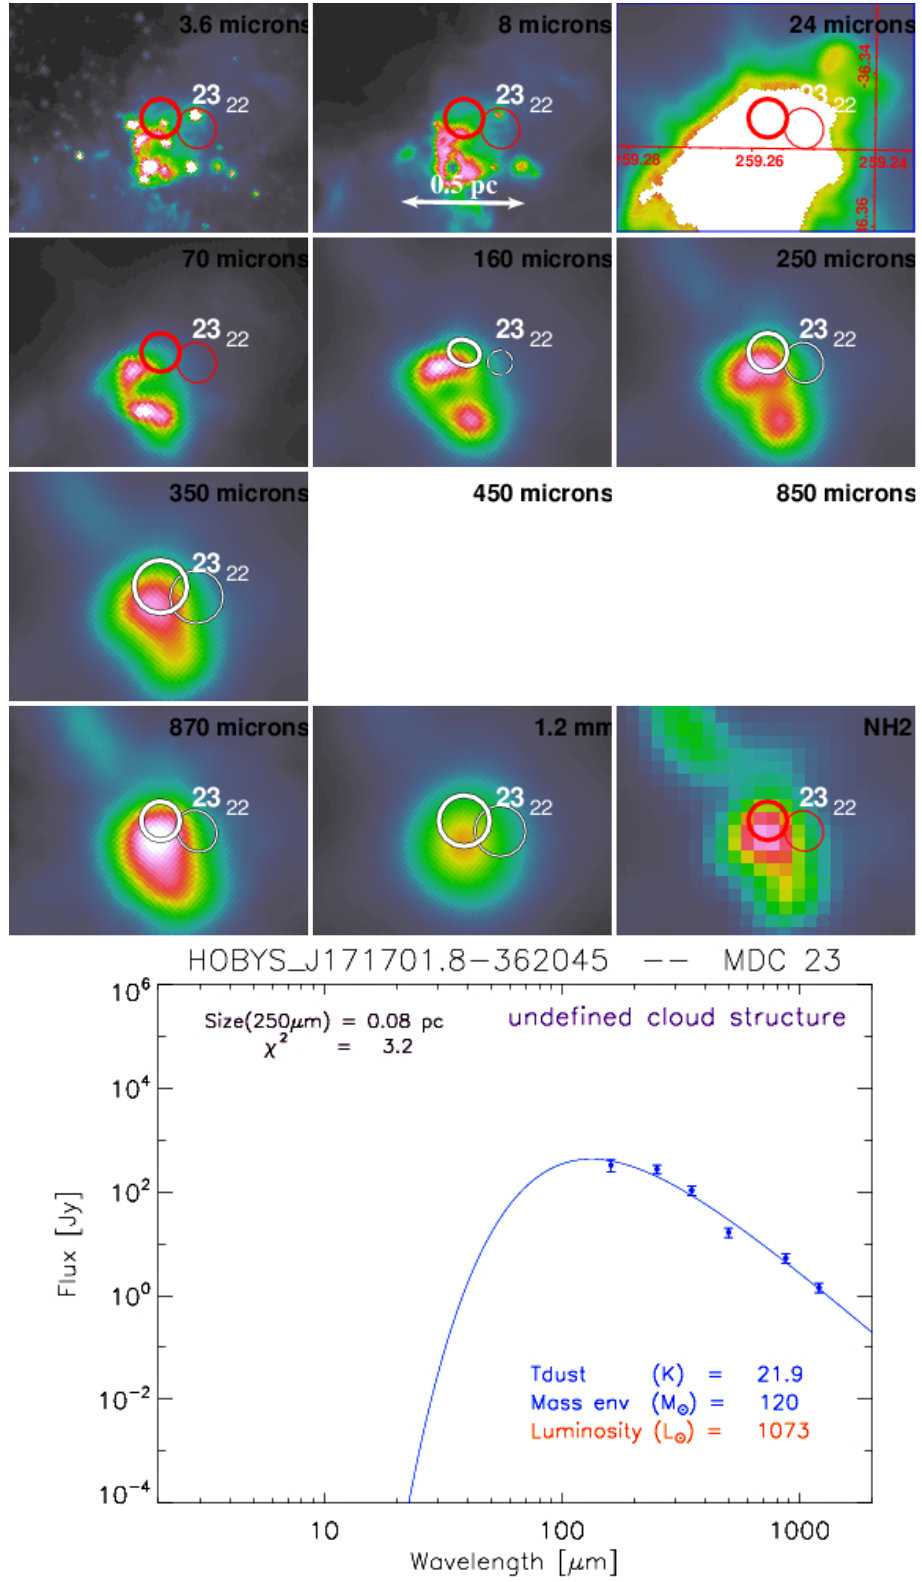 3.6 microns
23
22
8 microns
23
22
0.5 pc
24 microns
23
22
-36.34
259.28
259.26
259.24
36.36
70 microns
23
22
160 microns
23
22
250 microns
23
22
350 microns
23
22
450 microns
850 microns
870 microns
23
22
1.2 mm
23
22
NH2
23
22
HOBYS_J171701.8-362045 -- MDC 23
Size(250μm) = 0.08 pc
χ² = 3.2
undefined cloud structure
10⁶
10⁴
10²
10⁰
10⁻²
10⁻⁴
Flux [Jy]
Tdust (K) = 21.9
Mass env (M⊙) = 120
Luminosity (L⊙) = 1073
10
100
1000
Wavelength [μm]